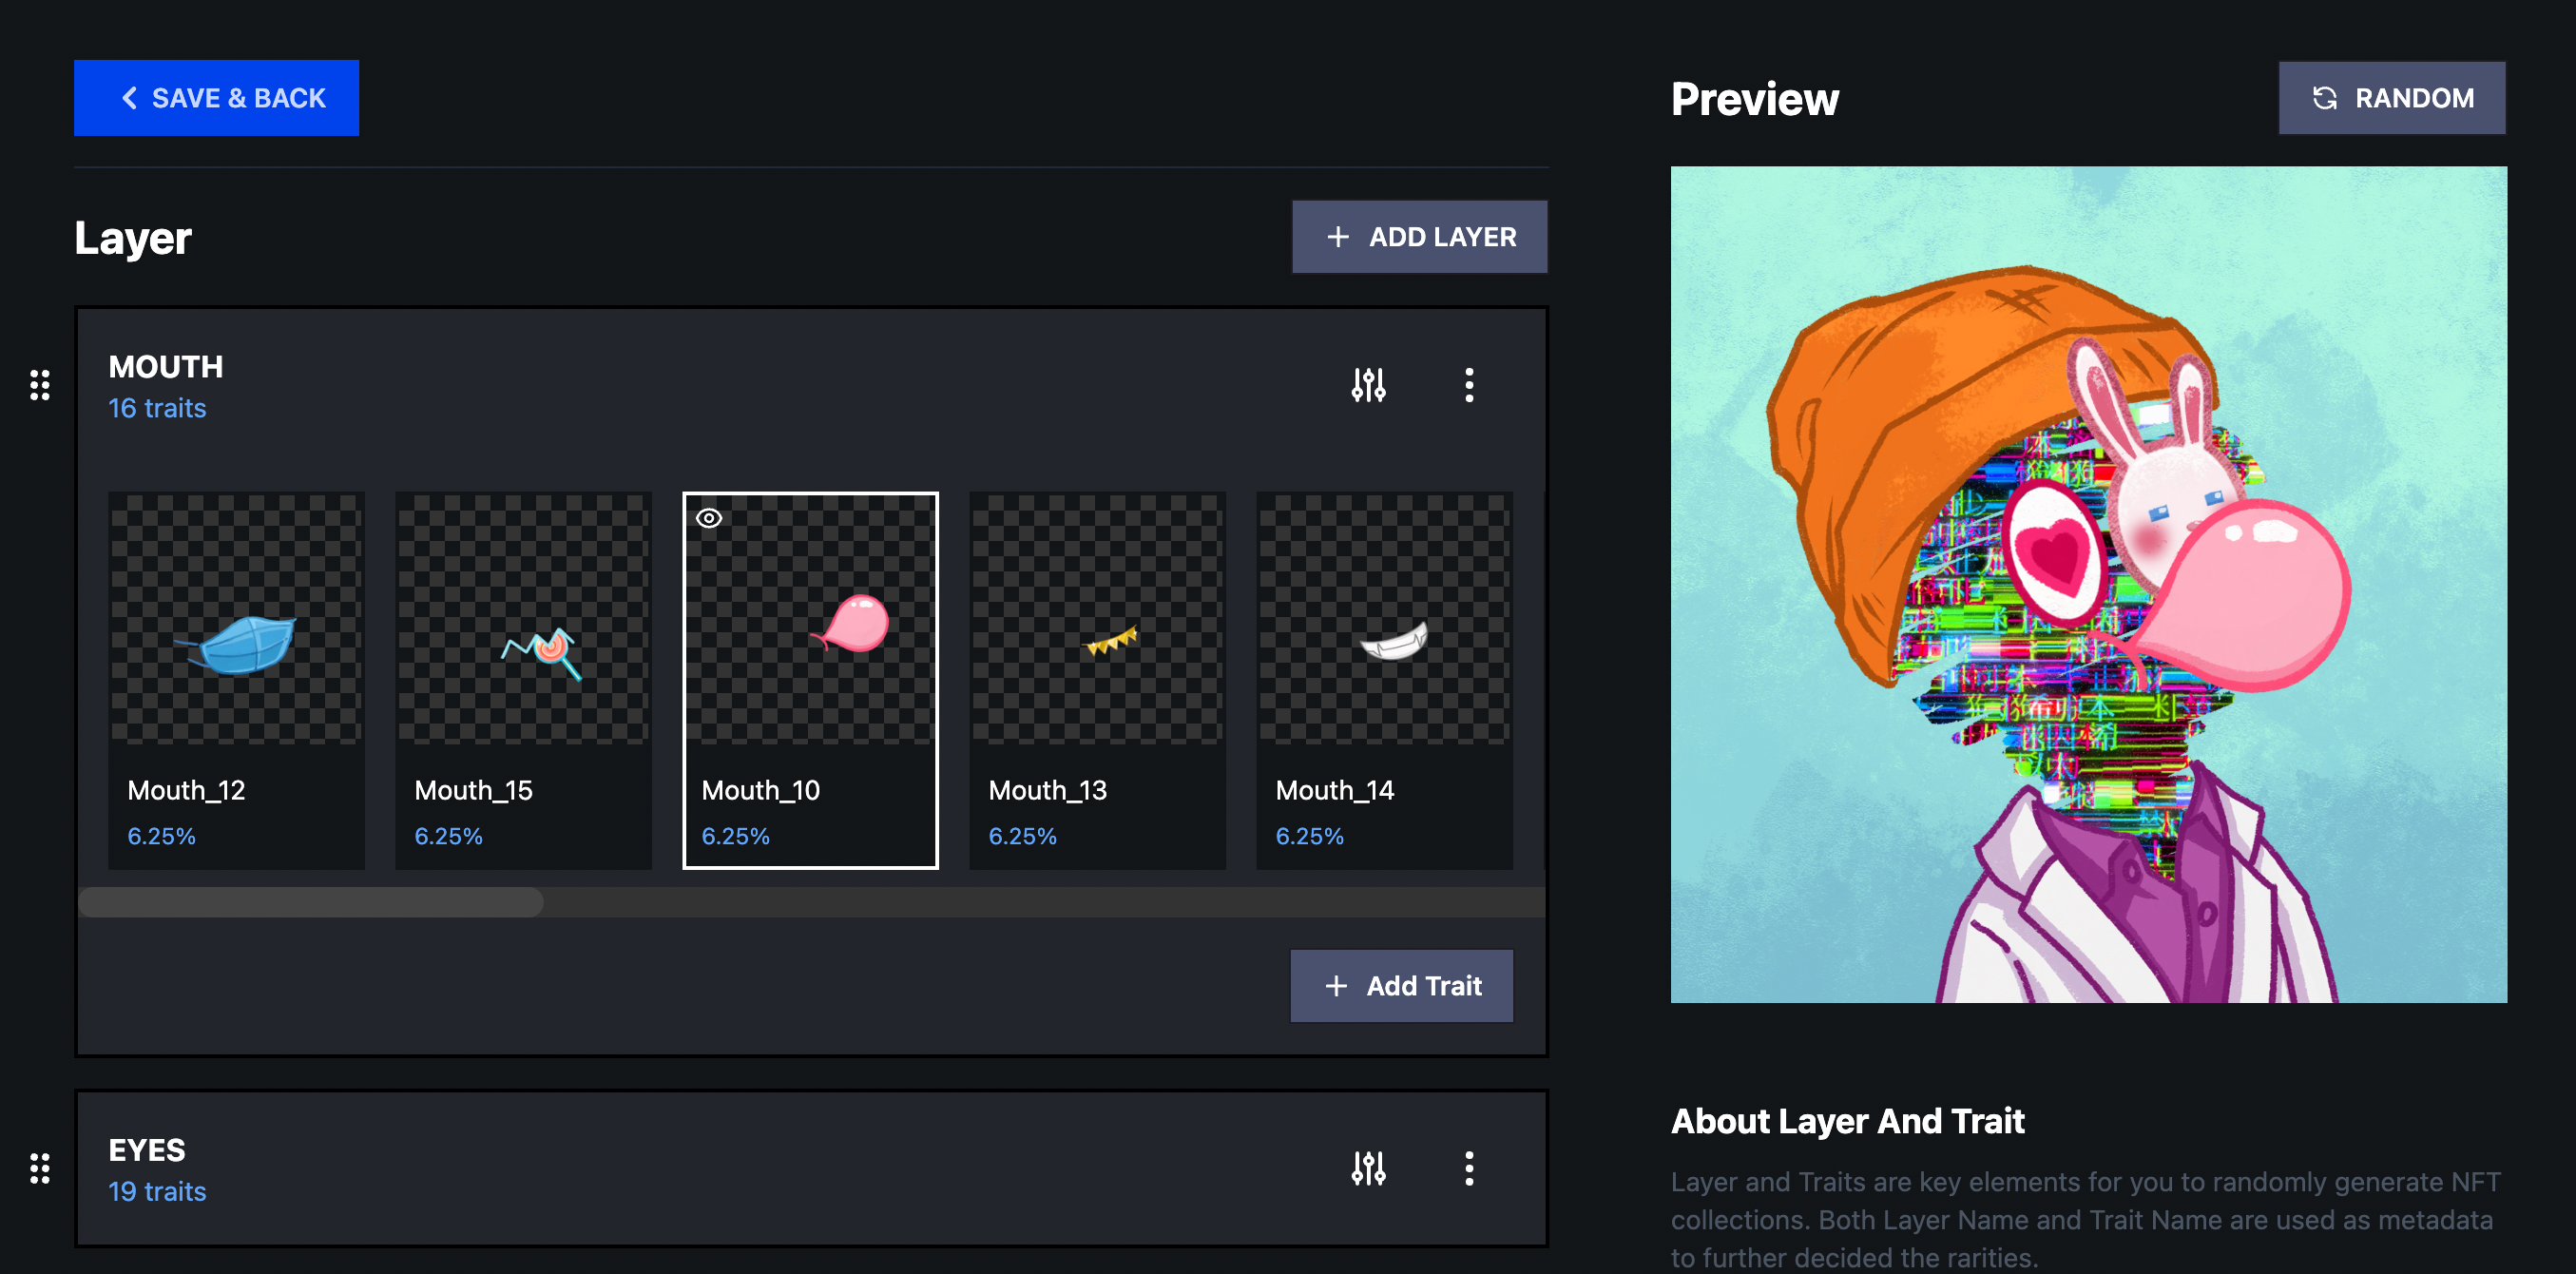 SAVE & BACK
Preview
RANDOM
Layer
ADD LAYER
MOUTH
16 traits
Mouth_12
6.25%
Mouth_15
6.25%
Mouth_10
6.25%
Mouth_13
6.25%
Mouth_14
6.25%
Add Trait
EYES
19 traits
About Layer And Trait
Layer and Traits are key elements for you to randomly generate NFT
collections. Both Layer Name and Trait Name are used as metadata
to further decided the rarities.